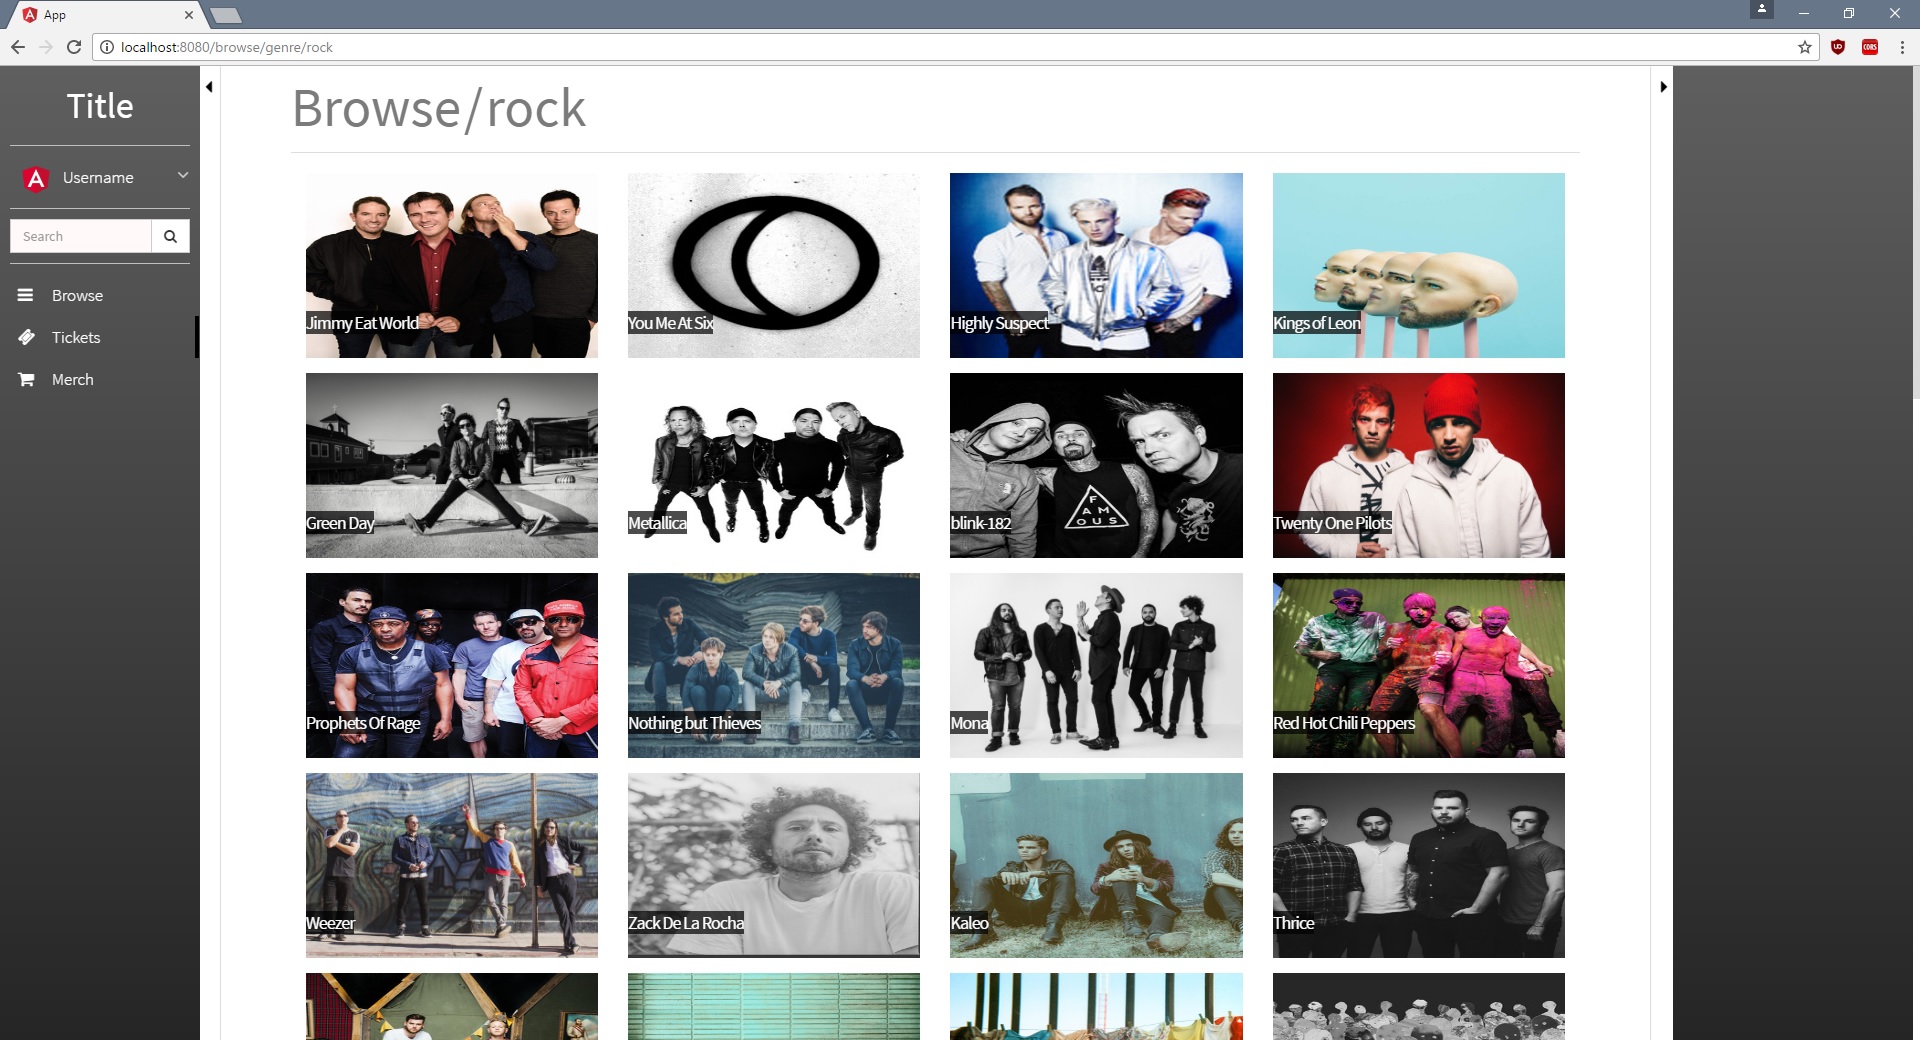 App
localhost:8080/browse/genre/rock
Title
Username
Search
Browse
Tickets
Merch
Browse/rock
Jimmy Eat World
You Me At Six
Highly Suspect
Kings of Leon
Green Day
Metallica
blink-182
FAMOUS
Twenty One Pilots
Prophets Of Rage
Nothing but Thieves
Mona
Red Hot Chili Peppers
Weezer
Zack De La Rocha
Kaleo
Thrice
CORS